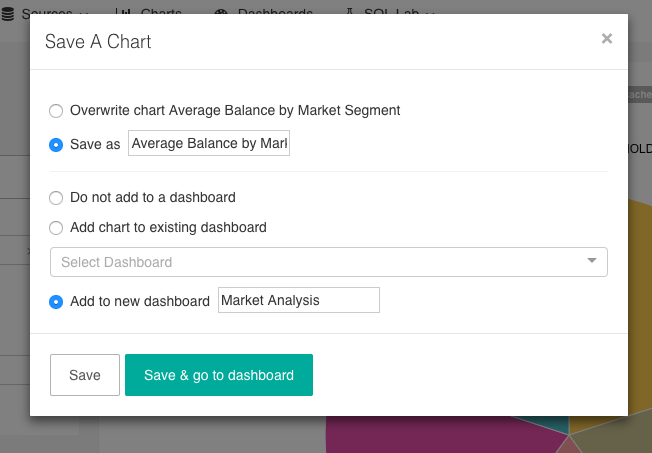 Sources Charts Dashboards SQL Lab
Save A Chart ×
Overwrite chart Average Balance by Market Segment
Save as Average Balance by Mark
Do not add to a dashboard
Add chart to existing dashboard
Select Dashboard
Add to new dashboard Market Analysis
Save Save & go to dashboard